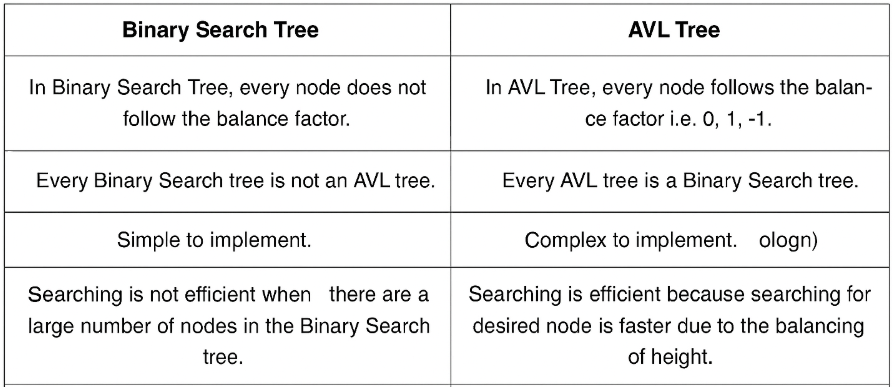 Binary Search Tree
AVL Tree
In Binary Search Tree, every node does not
follow the balance factor.
In AVL Tree, every node follows the balan-
ce factor i.e. 0, 1, -1.
Every Binary Search tree is not an AVL tree.
Every AVL tree is a Binary Search tree.
Simple to implement.
Complex to implement. ologn)
Searching is not efficient when there are a
large number of nodes in the Binary Search
tree.
Searching is efficient because searching for
desired node is faster due to the balancing
of height.